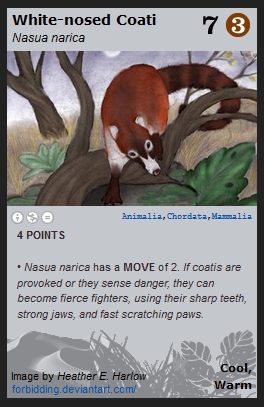 White-nosed Coati
Nasua narica
7 3
Animalia,Chordata,Mammalia
4 POINTS
• Nasua narica has a MOVE of 2. If coatis are
provoked or they sense danger, they can
become fierce fighters, using their sharp teeth,
strong jaws, and fast scratching paws.
Cool,
Warm
Image by Heather E. Harlow
forbidding.deviantart.com/